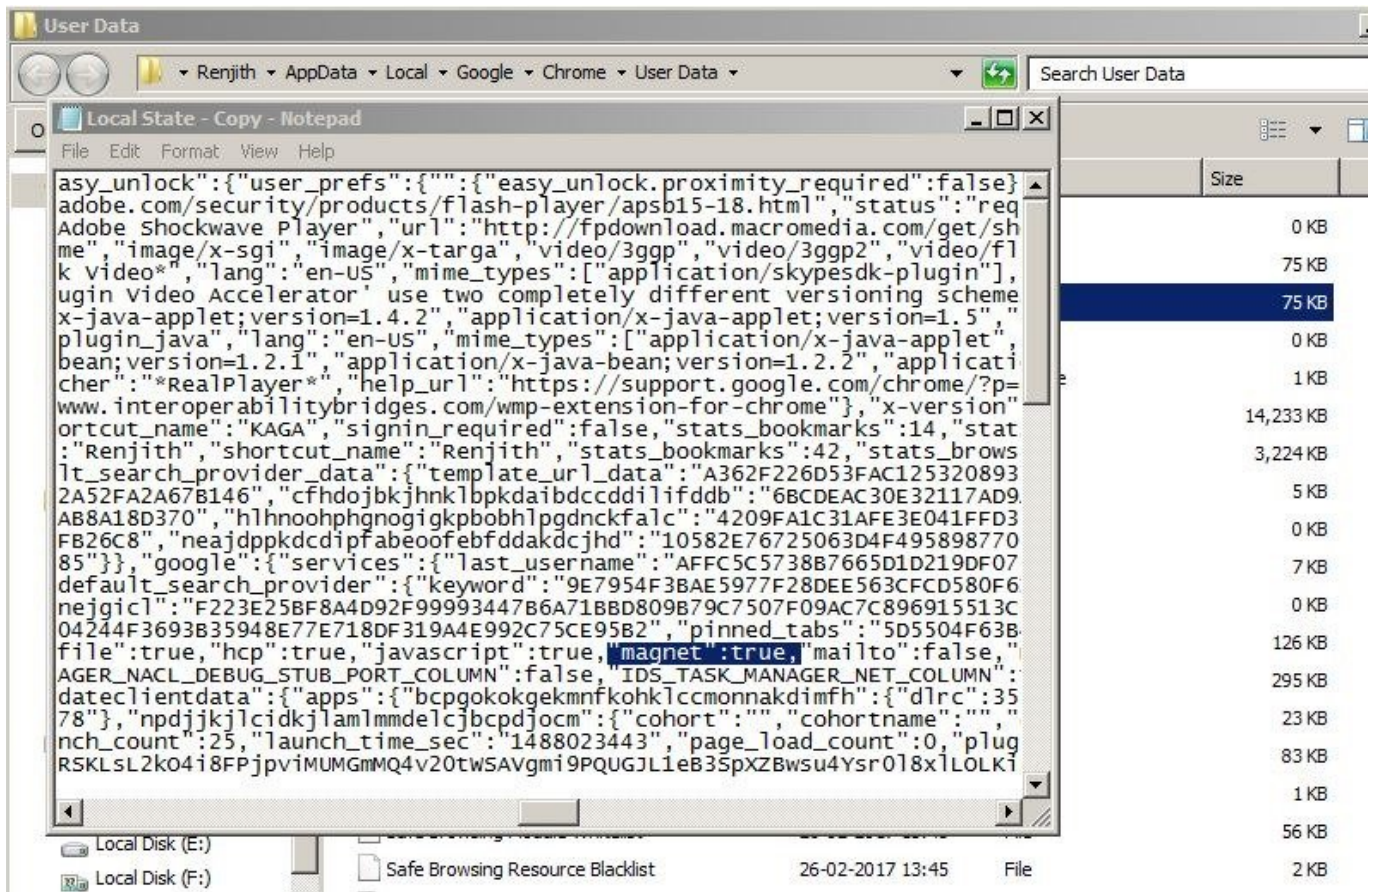 User Data
Renjith AppData Local Google Chrome User Data
Search User Data
Local State - Copy - Notepad
File Edit Format View Help
Size
asy_unlock":{"user_prefs":{"":{"easy_unlock.proximity_required":false}
adobe.com/security/products/flash-player/apsb15-18.html","status":"req
Adobe Shockwave Player","url":"http://fpdownload.macromedia.com/get/sh
me","image/x-sgi","image/x-targa","video/3gpp","video/3gpp2","video/fl
k Video*","lang":"en-US","mime_types":["application/skypesdk-plugin"],
ugin Video Accelerator' use two completely different versioning scheme
x-java-applet;version=1.4.2","application/x-java-applet;version=1.5","
plugin_java","lang":"en-US","mime_types":["application/x-java-applet",
bean;version=1.2.1","application/x-java-bean;version=1.2.2","applicati
cher":"*RealPlayer*","help_url":"https://support.google.com/chrome/?p=
www.interoperabilitybridges.com/wmp-extension-for-chrome"},"x-version"
ortcut_name":"KAGA","signin_required":false,"stats_bookmarks":14,"stat
:"Renjith","shortcut_name":"Renjith","stats_bookmarks":42,"stats_brows
lt_search_provider_data":{"template_url_data":"A362F226D53FAC125320893
2A52FA2A67B146","cfhdojbkjhnklbpkdaibdccddilifddb":"6BCDEAC30E32117AD9
AB8A18D370","hlhnoohphgnogigkpbobhlpgdnckfalc":"4209FA1C31AFE3E041FFD3
FB26C8","neajdppkdcdipfabeoofebfddakdcjhd":"10582E76725063D4F495898770
85"}},"google":{"services":{"last_username":"AFFC5C5738B7665D1D219DF07
default_search_provider":{"keyword":"9E7954F3BAE5977F28DEE563CFCD580F6
nejgicl":"F223E25BF8A4D92F99993447B6A71BBD809B79C7507F09AC7C896915513C
04244F3693B35948E77E718DF319A4E992C75CE95B2","pinned_tabs":"5D5504F63B
file":true,"hcp":true,"javascript":true,"magnet":true,"mailto":false,"
AGER_NACL_DEBUG_STUB_PORT_COLUMN":false,"IDS_TASK_MANAGER_NET_COLUMN":
dateclientdata":{"apps":{"bcpgokokgekmnfkohklccmonnakdimfh":{"dlrc":35
78"},"npdjjkjlcidkjlamlmmdelcjbcpdjocm":{"cohort":"","cohortname":"","
nch_count":25,"launch_time_sec":"1488023443","page_load_count":0,"plug
RSKLsL2kO4i8FPjpviMUMGmMQ4v20tWSAVgmi9PQUGJL1eB3SpXZBwsu4Ysr0l8xlLOLKi
0 KB
75 KB
75 KB
0 KB
1 KB
14,233 KB
3,224 KB
5 KB
0 KB
7 KB
0 KB
126 KB
295 KB
23 KB
83 KB
1 KB
56 KB
Local Disk (E:)
Safe Browsing Resource Blacklist 26-02-2017 13:45 File 2 KB
Local Disk (F:)